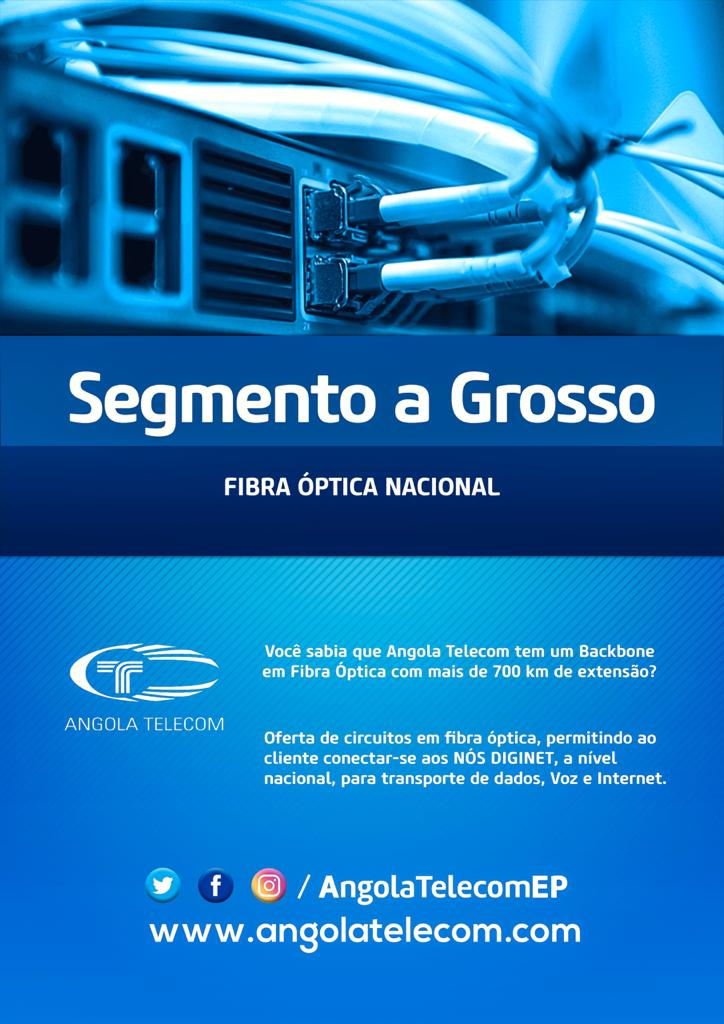 Segmento a Grosso
FIBRA ÓPTICA NACIONAL
Você sabia que Angola Telecom tem um Backbone
em Fibra Óptica com mais de 700 km de extensão?
ANGOLA TELECOM
Oferta de circuitos em fibra óptica, permitindo ao
cliente conectar-se aos NÓS DIGINET, a nível
nacional, para transporte de dados, Voz e Internet.
/ AngolaTelecomEP
www.angolatelecom.com